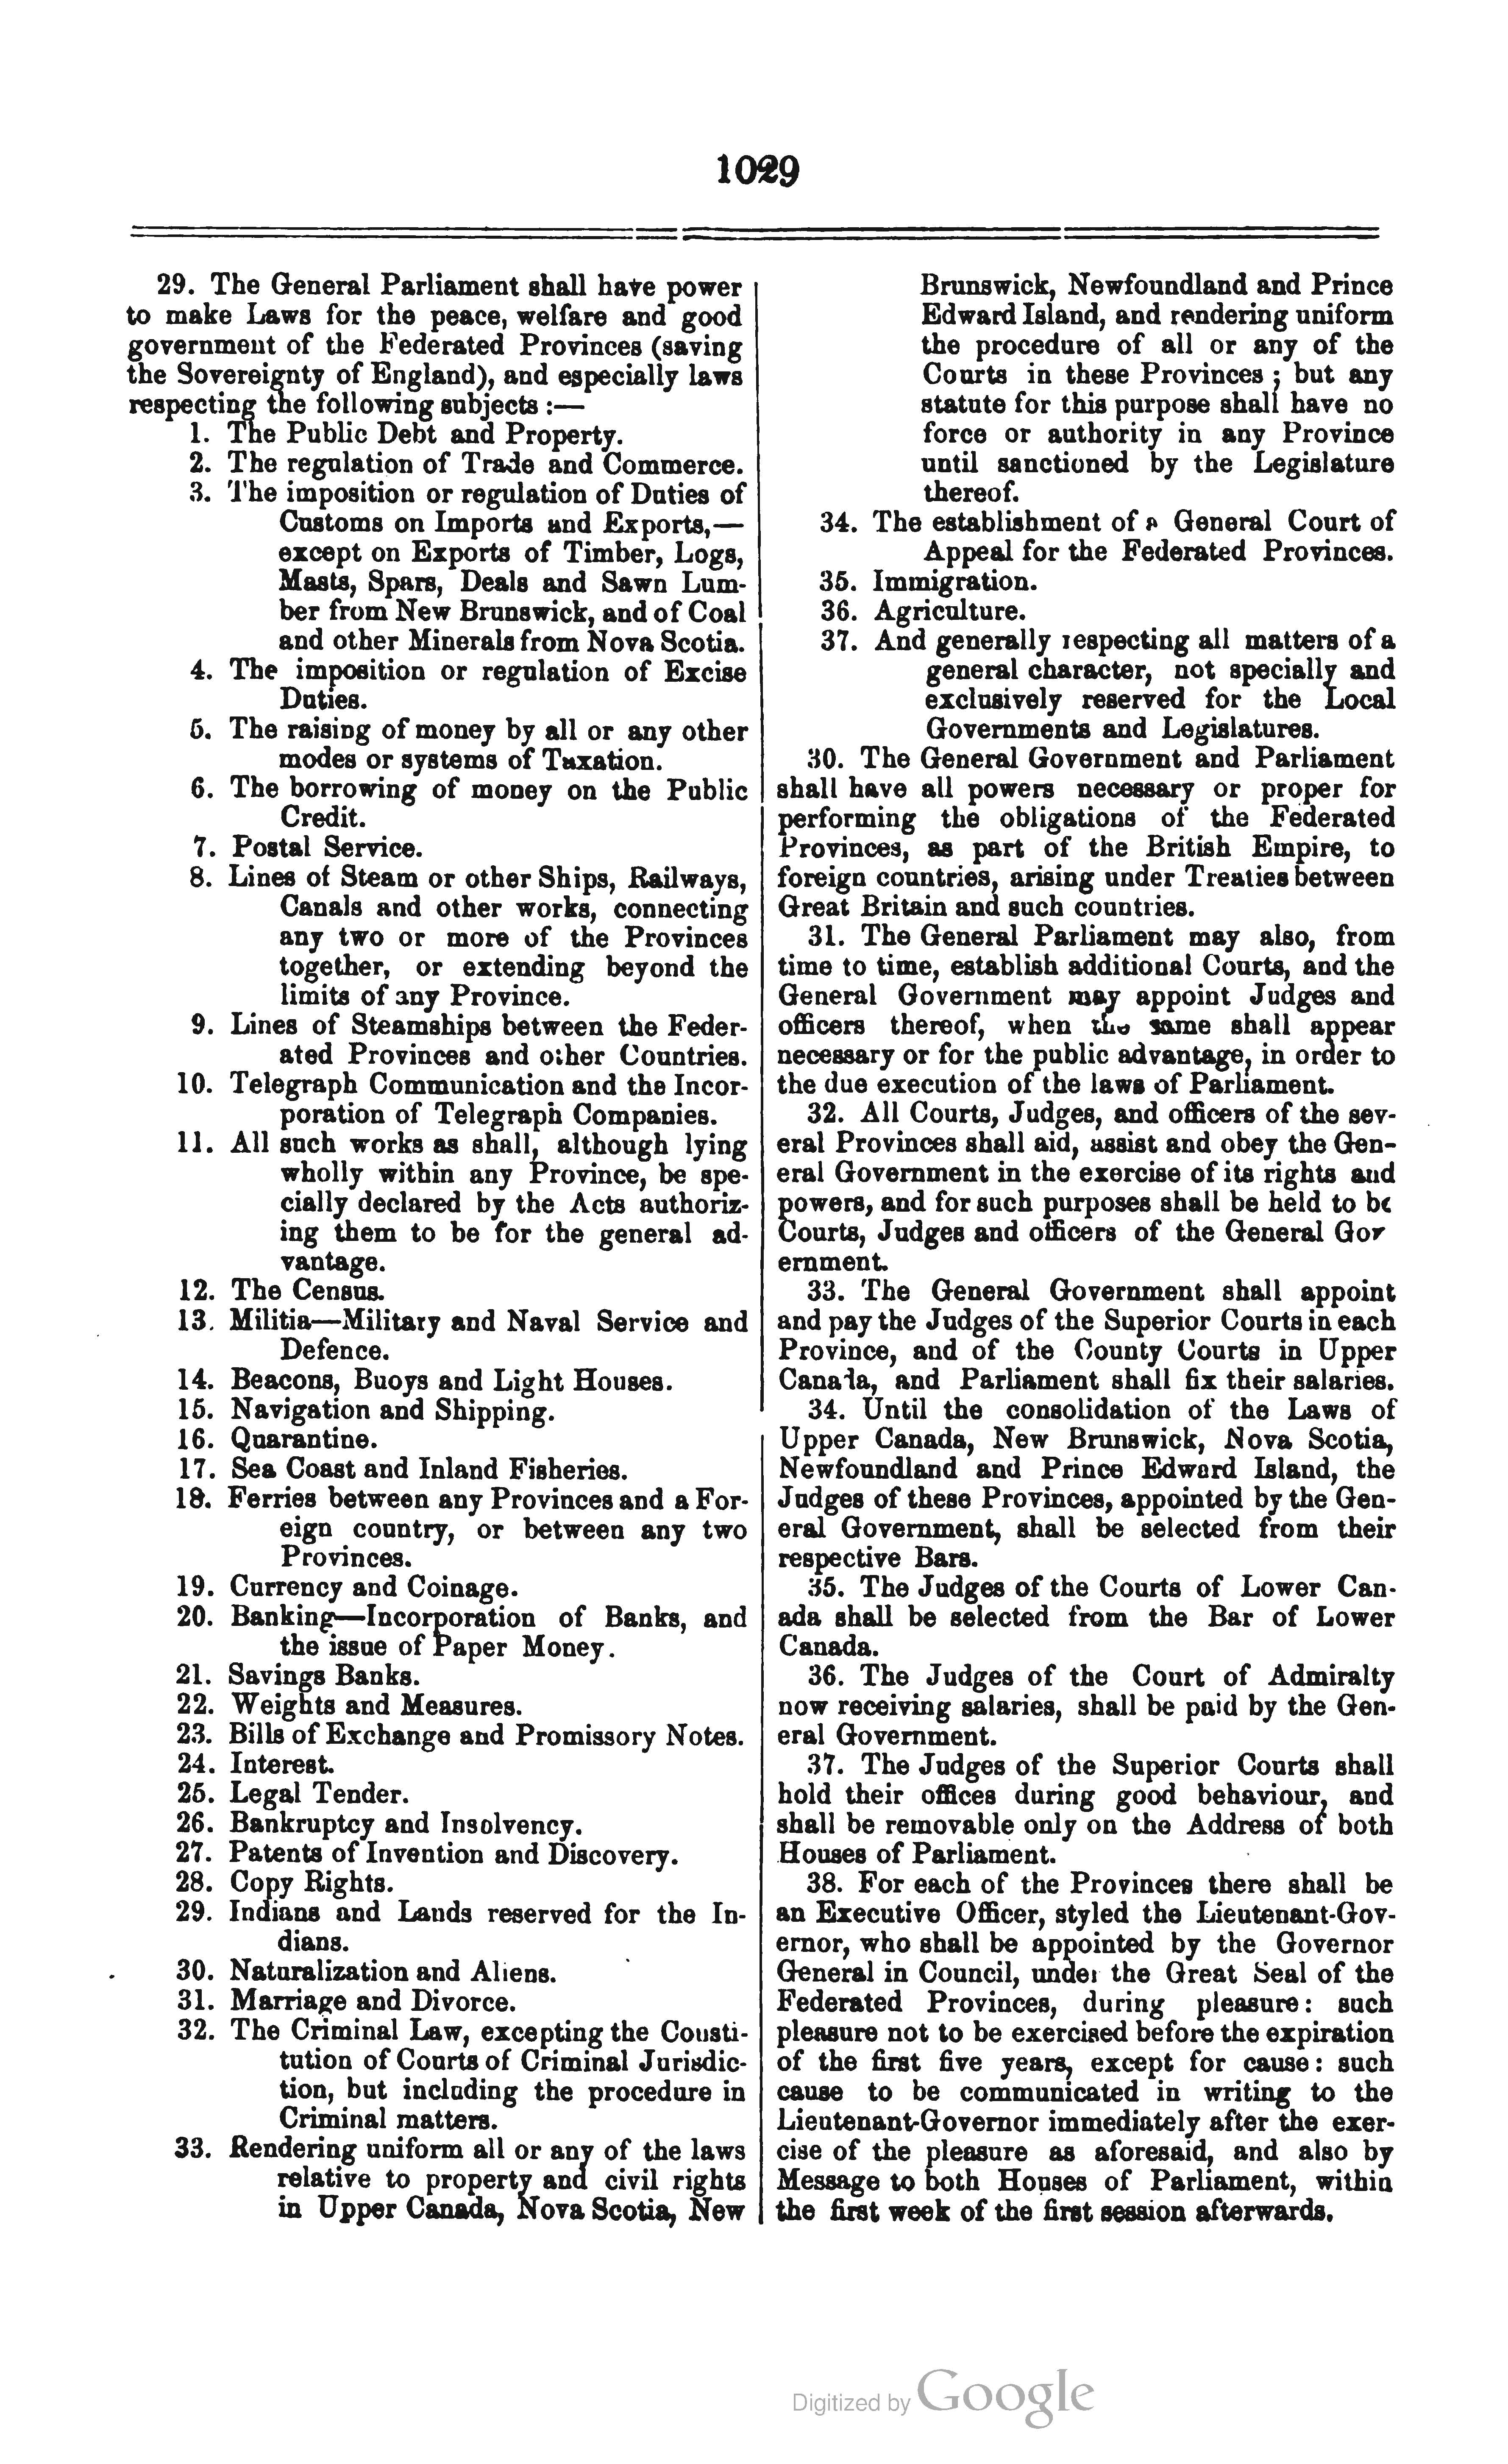 1029
29. The General Parliament shall have power
to make Laws for the peace, welfare and good
government of the Federated Provinces (saving
the Sovereignty of England), and especially laws
respecting the following subjects :—
1. The Public Debt and Property.
2. The regulation of Trade and Commerce.
3. The imposition or regulation of Duties of
Customs on Imports and Exports,—
except on Exports of Timber, Logs,
Masts, Spars, Deals and Sawn Lum-
ber from New Brunswick, and of Coal
and other Minerals from Nova Scotia.
4. The imposition or regulation of Excise
Duties.
5. The raising of money by all or any other
modes or systems of Taxation.
6. The borrowing of money on the Public
Credit.
7. Postal Service.
8. Lines of Steam or other Ships, Railways,
Canals and other works, connecting
any two or more of the Provinces
together, or extending beyond the
limits of any Province.
9. Lines of Steamships between the Feder-
ated Provinces and other Countries.
10. Telegraph Communication and the Incor-
poration of Telegraph Companies.
11. All such works as shall, although lying
wholly within any Province, be spe-
cially declared by the Acts authoriz-
ing them to be for the general ad-
vantage.
12. The Census.
13. Militia—Military and Naval Service and
Defence.
14. Beacons, Buoys and Light Houses.
15. Navigation and Shipping.
16. Quarantine.
17. Sea Coast and Inland Fisheries.
18. Ferries between any Provinces and a For-
eign country, or between any two
Provinces.
19. Currency and Coinage.
20. Banking—Incorporation of Banks, and
the issue of Paper Money.
21. Savings Banks.
22. Weights and Measures.
23. Bills of Exchange and Promissory Notes.
24. Interest.
25. Legal Tender.
26. Bankruptcy and Insolvency.
27. Patents of Invention and Discovery.
28. Copy Rights.
29. Indians and Lands reserved for the In-
dians.
30. Naturalization and Aliens.
31. Marriage and Divorce.
32. The Criminal Law, excepting the Consti-
tution of Courts of Criminal Jurisdic-
tion, but including the procedure in
Criminal matters.
33. Rendering uniform all or any of the laws
relative to property and civil rights
in Upper Canada, Nova Scotia, New
Brunswick, Newfoundland and Prince
Edward Island, and rendering uniform
the procedure of all or any of the
Courts in these Provinces ; but any
statute for this purpose shall have no
force or authority in any Province
until sanctioned by the Legislature
thereof.
34. The establishment of a General Court of
Appeal for the Federated Provinces.
35. Immigration.
36. Agriculture.
37. And generally respecting all matters of a
general character, not specially and
exclusively reserved for the Local
Governments and Legislatures.
30. The General Government and Parliament
shall have all powers necessary or proper for
performing the obligations of the Federated
Provinces, as part of the British Empire, to
foreign countries, arising under Treaties between
Great Britain and such countries.
31. The General Parliament may also, from
time to time, establish additional Courts, and the
General Government may appoint Judges and
officers thereof, when the same shall appear
necessary or for the public advantage, in order to
the due execution of the laws of Parliament.
32. All Courts, Judges, and officers of the sev-
eral Provinces shall aid, assist and obey the Gen-
eral Government in the exercise of its rights and
powers, and for such purposes shall be held to be
Courts, Judges and officers of the General Gov
ernment.
33. The General Government shall appoint
and pay the Judges of the Superior Courts in each
Province, and of the County Courts in Upper
Canada, and Parliament shall fix their salaries.
34. Until the consolidation of the Laws of
Upper Canada, New Brunswick, Nova Scotia,
Newfoundland and Prince Edward Island, the
Judges of these Provinces, appointed by the Gen-
eral Government, shall be selected from their
respective Bars.
35. The Judges of the Courts of Lower Can-
ada shall be selected from the Bar of Lower
Canada.
36. The Judges of the Court of Admiralty
now receiving salaries, shall be paid by the Gen-
eral Government.
37. The Judges of the Superior Courts shall
hold their offices during good behaviour, and
shall be removable only on the Address of both
Houses of Parliament.
38. For each of the Provinces there shall be
an Executive Officer, styled the Lieutenant-Gov-
ernor, who shall be appointed by the Governor
General in Council, under the Great Seal of the
Federated Provinces, during pleasure: such
pleasure not to be exercised before the expiration
of the first five years, except for cause: such
cause to be communicated in writing to the
Lieutenant-Governor immediately after the exer-
cise of the pleasure as aforesaid, and also by
Message to both Houses of Parliament, within
the first week of the first session afterwards.
Digitized by Google